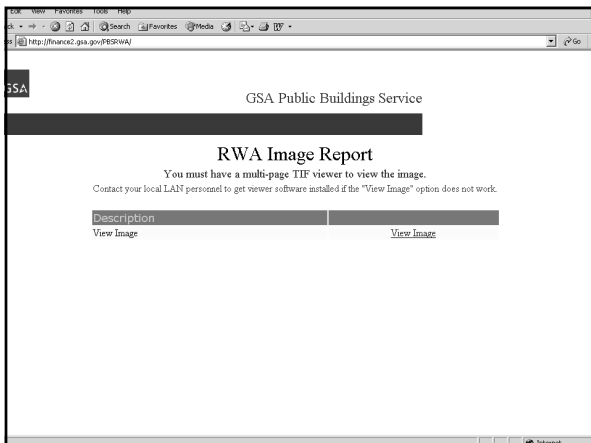 Edit View Favorites Tools Help
Search Favorites Media
http://finance2.gsa.gov/PBSRWA/ Go
GSA
GSA Public Buildings Service
RWA Image Report
You must have a multi-page TIF viewer to view the image.
Contact your local LAN personnel to get viewer software installed if the "View Image" option does not work.
Description
View Image View Image
Internet